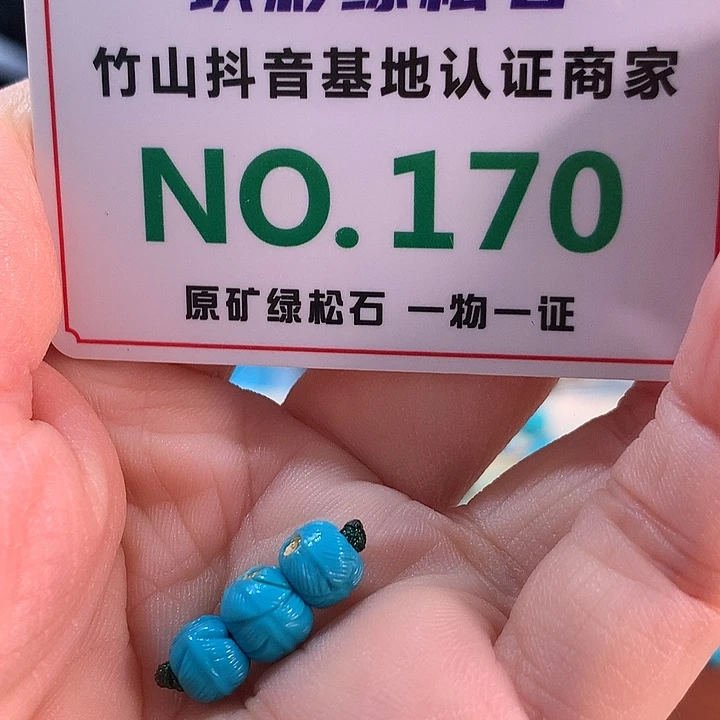 竹山抖音基地认证商家
NO.170
原矿绿松石 一物一证